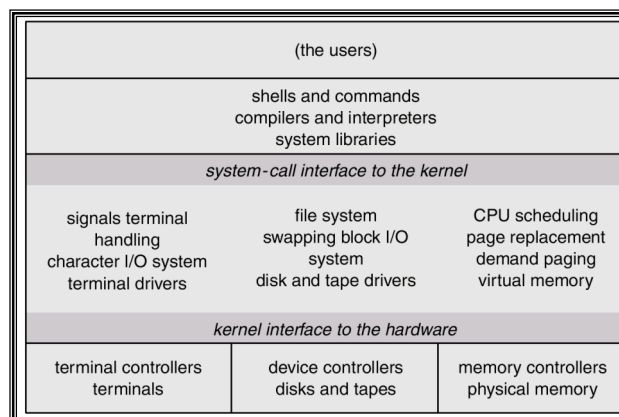 (the users)
shells and commands
compilers and interpreters
system libraries
system-call interface to the kernel
signals terminal
handling
character I/O system
terminal drivers
file system
swapping block I/O
system
disk and tape drivers
CPU scheduling
page replacement
demand paging
virtual memory
kernel interface to the hardware
terminal controllers
terminals
device controllers
disks and tapes
memory controllers
physical memory